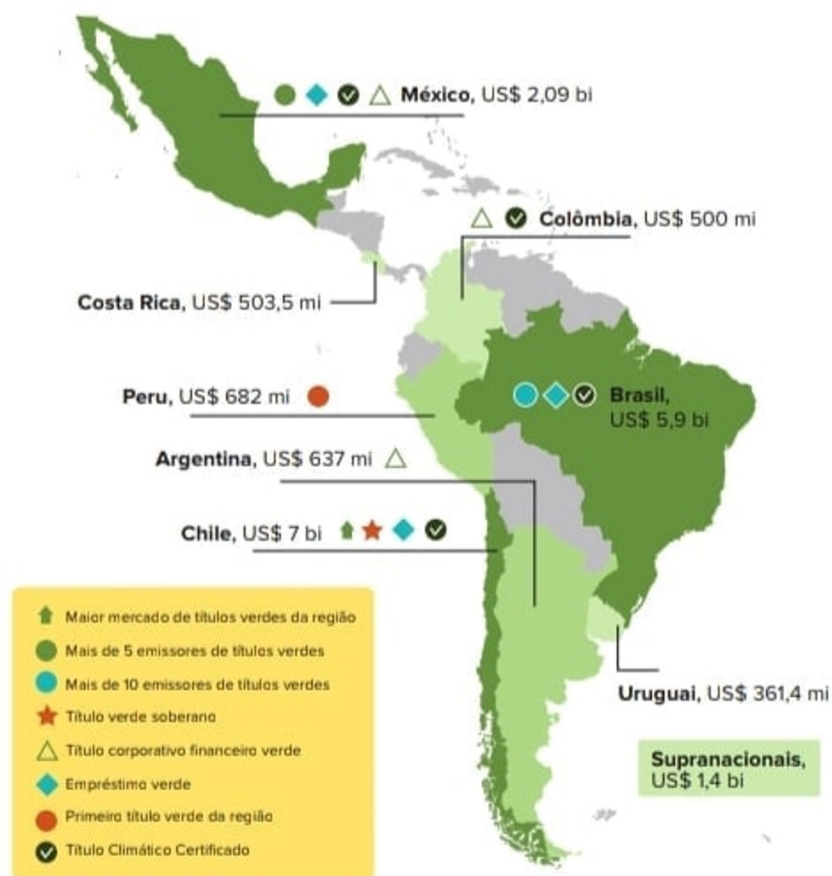 México, US$ 2,09 bi
Colômbia, US$ 500 mi
Costa Rica, US$ 503,5 mi
Peru, US$ 682 mi
Brasil,
US$ 5,9 bi
Argentina, US$ 637 mi
Chile, US$ 7 bi
Maior mercado de títulos verdes da região
Mais de 5 emissores de títulos verdes
Mais de 10 emissores de títulos verdes
Título verde soberano
Título corporativo financeiro verde
Empréstimo verde
Primeiro título verde da região
Título Climático Certificado
Uruguai, US$ 361,4 mi
Supranacionais,
US$ 1,4 bi